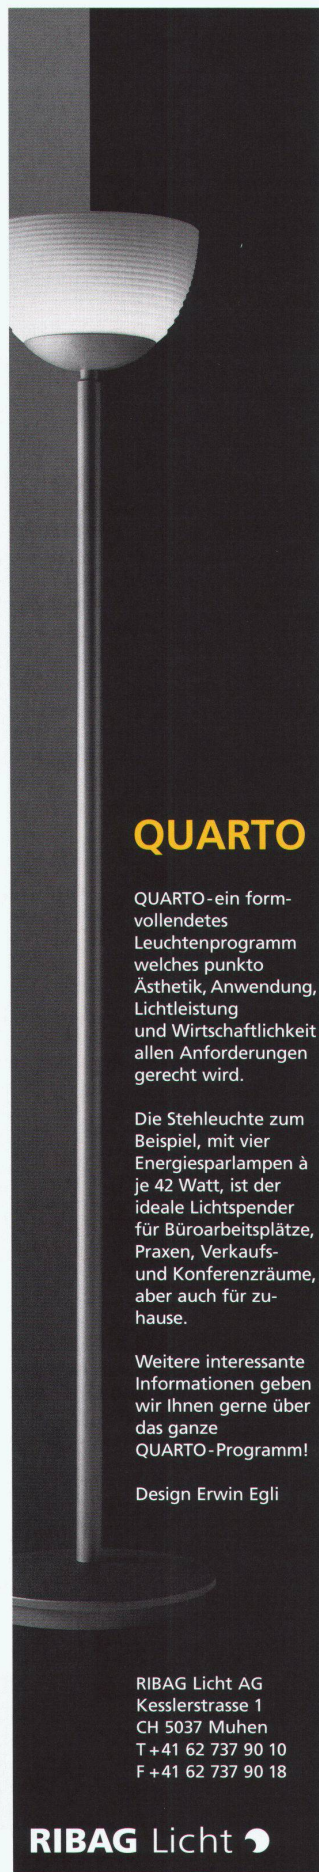 QUARTO
QUARTO-ein form-
vollendetes
Leuchtenprogramm
welches punkto
Ästhetik, Anwendung,
Lichtleistung
und Wirtschaftlichkeit
allen Anforderungen
gerecht wird.
Die Stehleuchte zum
Beispiel, mit vier
Energiesparlampen à
je 42 Watt, ist der
ideale Lichtspender
für Büroarbeitsplätze,
Praxen, Verkaufs-
und Konferenzräume,
aber auch für zu-
hause.
Weitere interessante
Informationen geben
wir Ihnen gerne über
das ganze
QUARTO-Programm!
Design Erwin Egli
RIBAG Licht AG
Kesslerstrasse 1
CH 5037 Muhen
T+41 62 737 90 10
F+41 62 737 90 18
RIBAG Licht